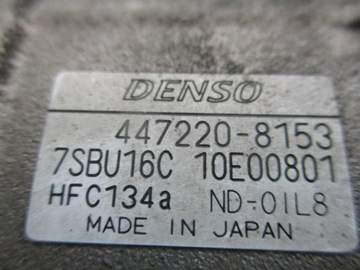 DENSO
447220-8153
7SBU16C 10E00801
HFC134a ND-OIL8
MADE IN JAPAN